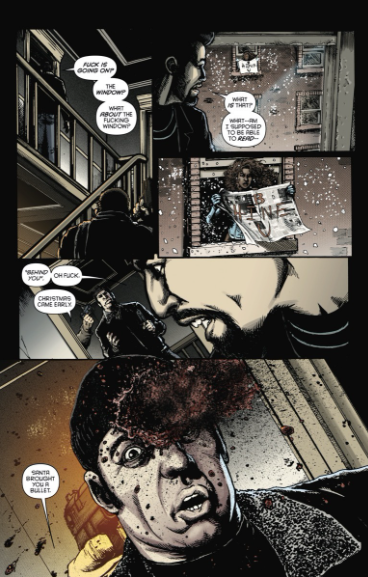 FUCK IS
GOING ON?
THE
WINDOW?
WHAT
ABOUT THE
FUCKING
WINDOW?
WHAT
IS THAT?
WHAT—AM
I SUPPOSED
TO BE ABLE
TO READ—
"BEHIND
YOU".
OH FUCK.
CHRISTMAS
CAME EARLY.
SANTA
BROUGHT
YOU A
BULLET.